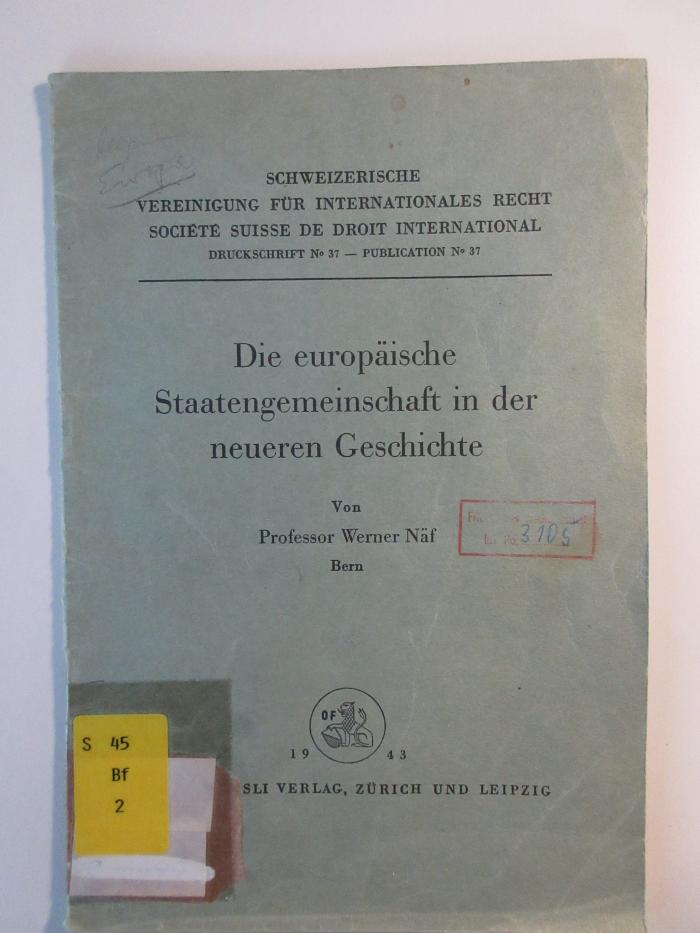 Europa
SCHWEIZERISCHE
VEREINIGUNG FÜR INTERNATIONALES RECHT
SOCIÉTÉ SUISSE DE DROIT INTERNATIONAL
DRUCKSCHRIFT No 37 — PUBLICATION No 37
Die europäische
Staatengemeinschaft in der
neueren Geschichte
Von
Professor Werner Näf
Bern
3105
OF
1943
S 45
Bf
2
SLI VERLAG, ZÜRICH UND LEIPZIG